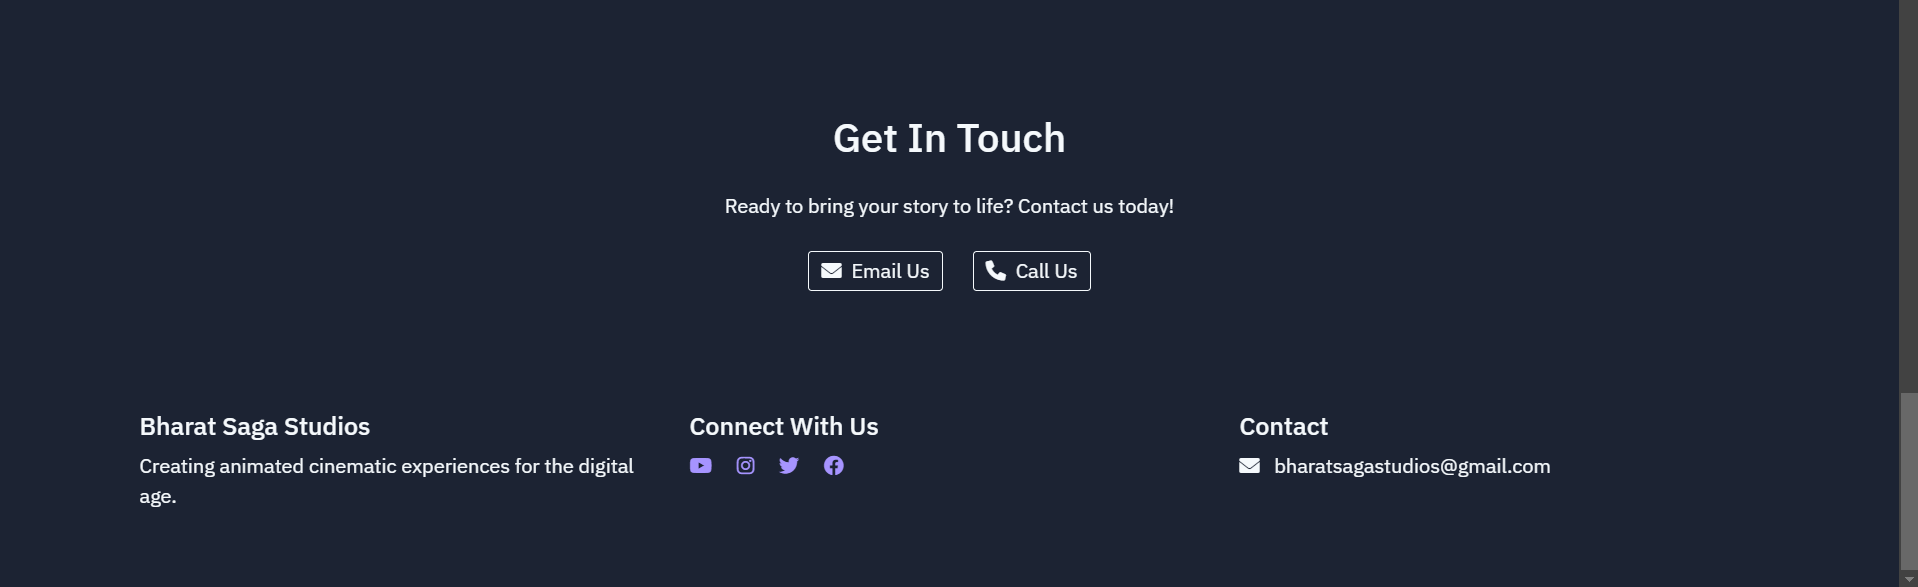 Get In Touch
Ready to bring your story to life? Contact us today!
Email Us
Call Us
Bharat Saga Studios
Creating animated cinematic experiences for the digital
age.
Connect With Us
Contact
bharatsagastudios@gmail.com